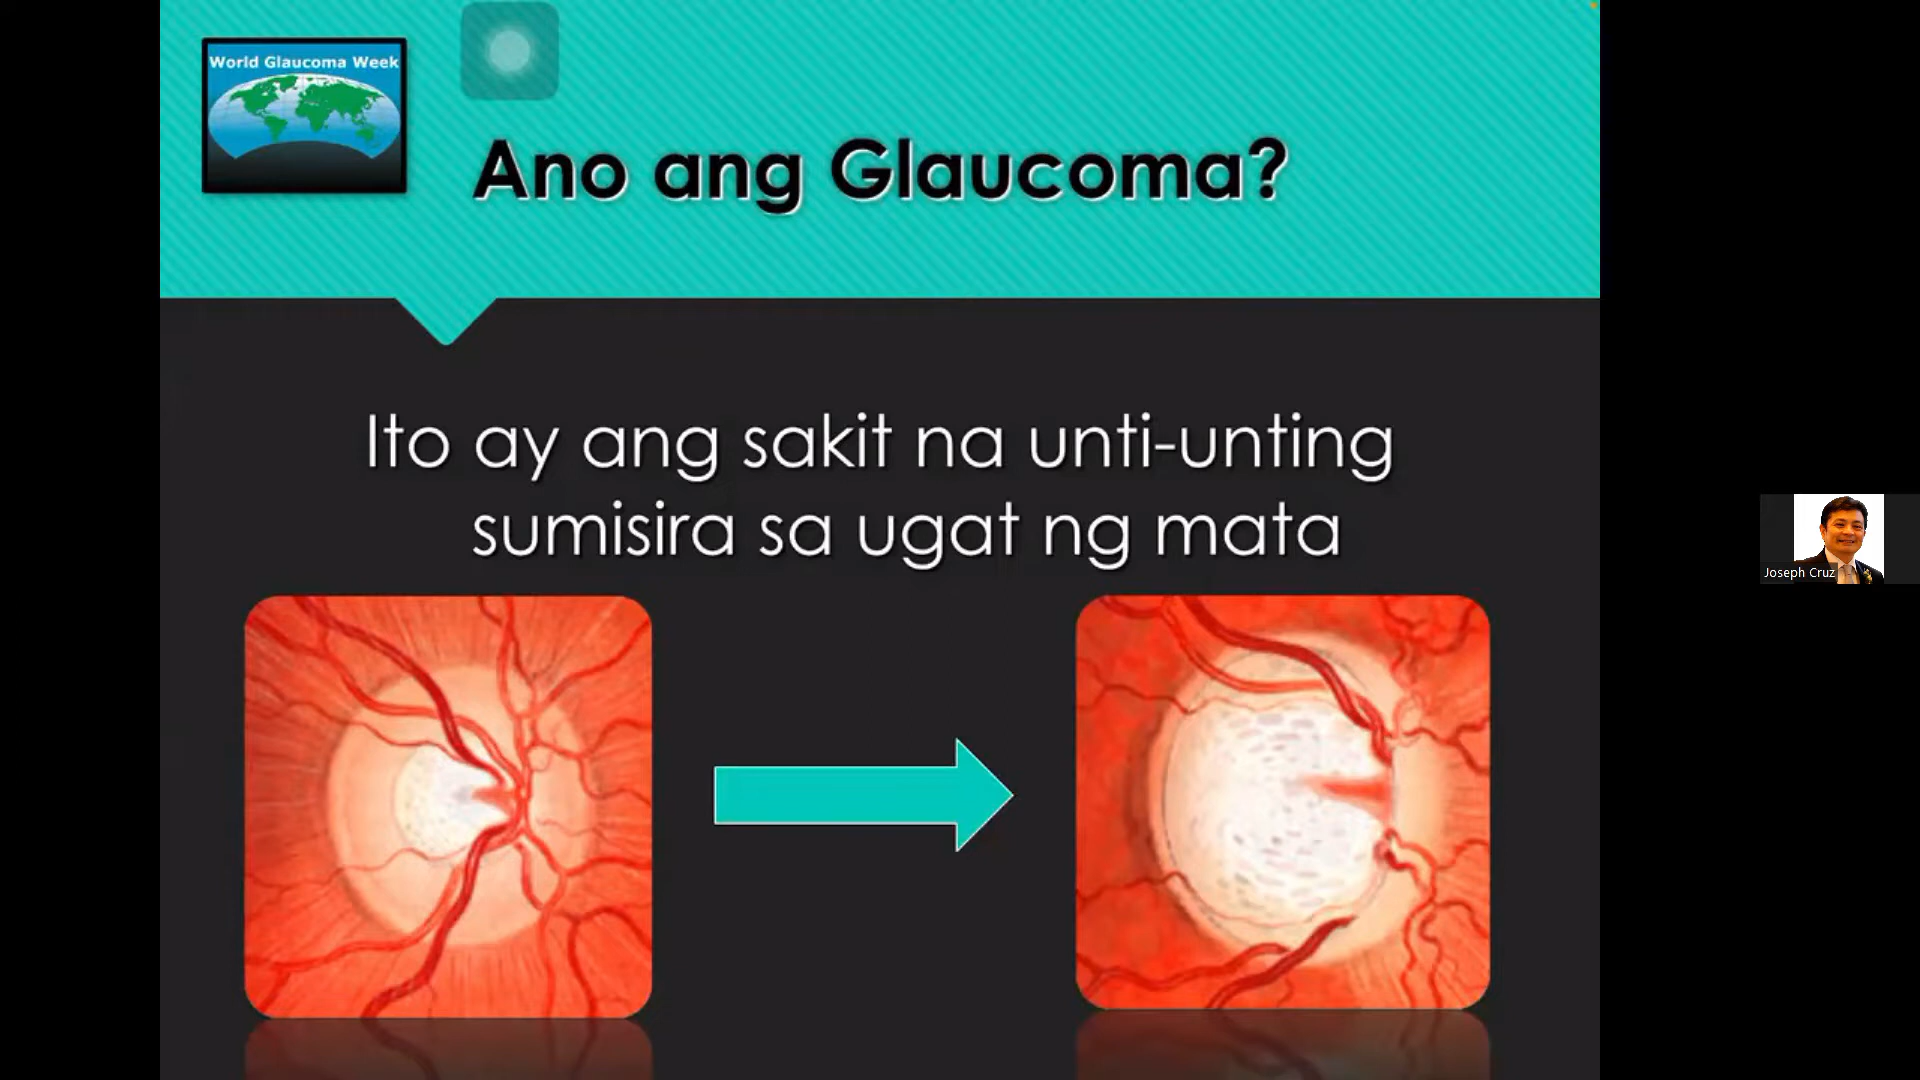 World Glaucoma Week
Ano ang Glaucoma?
Ito ay ang sakit na unti-unting
sumisira sa ugat ng mata
Joseph Cruz